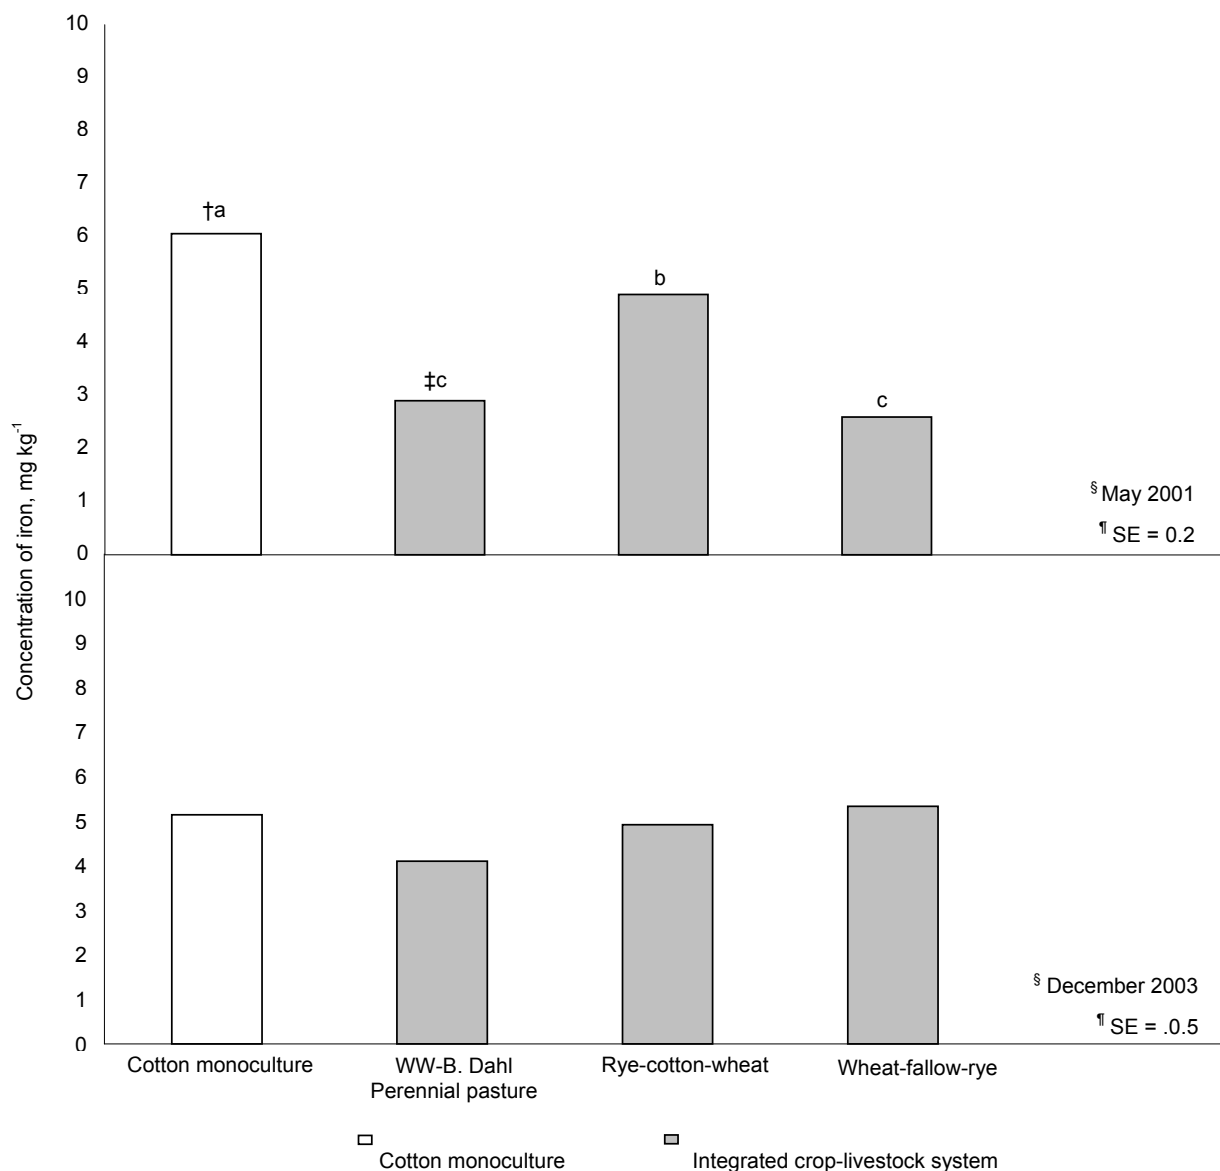 10
9
8
7
6
5
4
3
2
1
0
†a
‡c
b
c
§ May 2001
¶ SE = 0.2
Concentration of iron, mg kg-1
10
9
8
7
6
5
4
3
2
1
0
§ December 2003
¶ SE = .0.5
Cotton monoculture
WW-B. Dahl
Perennial pasture
Rye-cotton-wheat
Wheat-fallow-rye
Cotton monoculture
Integrated crop-livestock system